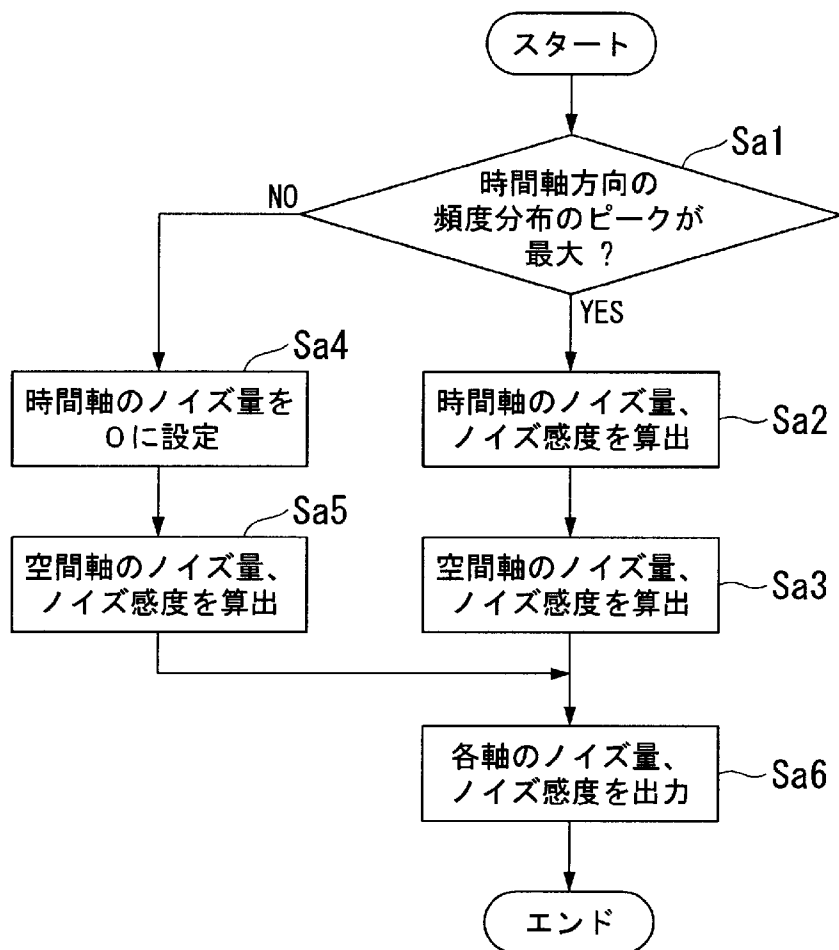 スタート
Sa1
時間軸方向の
頻度分布のピークが
最大 ?
NO
YES
Sa4
時間軸のノイズ量を
0に設定
時間軸のノイズ量、
ノイズ感度を算出
Sa2
Sa5
空間軸のノイズ量、
ノイズ感度を算出
空間軸のノイズ量、
ノイズ感度を算出
Sa3
各軸のノイズ量、
ノイズ感度を出力
Sa6
エンド